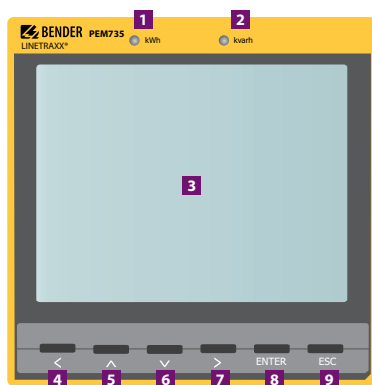 1 2
BENDER PEM735 kWh kvarh
LINETRAXX®
3
< ^ v > ENTER ESC
4 5 6 7 8 9